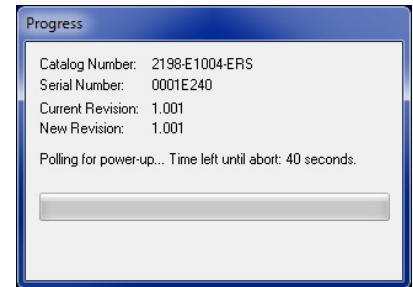 Progress
Catalog Number: 2198-E1004-ERS
Serial Number: 0001E240
Current Revision: 1.001
New Revision: 1.001
Polling for power-up... Time left until abort: 40 seconds.